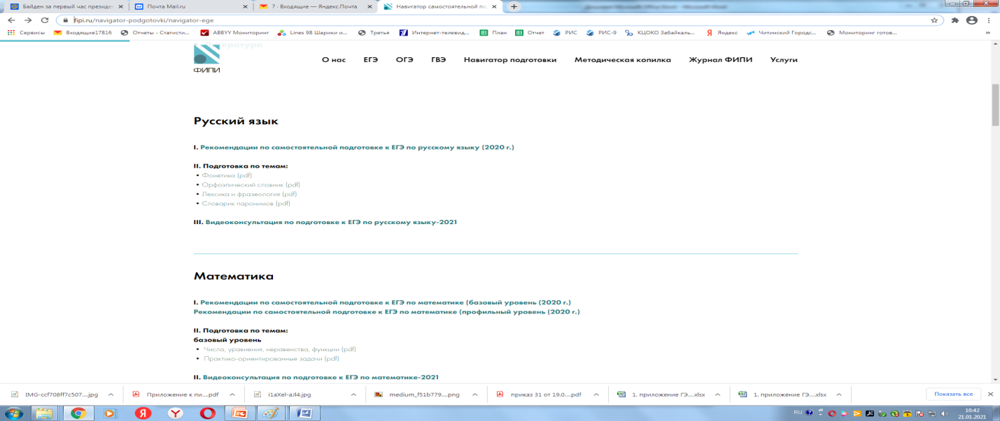 Байден за первый час президен
Почта Mail.ru
7 · Входящие — Яндекс.Почта
Навигатор самостоятельной по
fipi.ru/navigator-podgotovki/navigator-ege
Сервисы
Входящие17816
Отчеты - Статисти...
ABBYY Мониторинг
Lines 98 Шарики и...
Третья
Интернет-телевид...
План
Отчет
РИС
РИС-9
КЦОКО Забайкаль...
Яндекс
Читинский Городс...
Мониторинг готов...
»
Литература
ФИПИ
О нас
ЕГЭ
ОГЭ
ГВЭ
Навигатор подготовки
Методическая копилка
Журнал ФИПИ
Услуги
Русский язык
I. Рекомендации по самостоятельной подготовке к ЕГЭ по русскому языку (2020 г.)
II. Подготовка по темам:
• Фонетика (pdf)
• Орфоэпический словник (pdf)
• Лексика и фразеология (pdf)
• Словарик паронимов (pdf)
III. Видеоконсультация по подготовке к ЕГЭ по русскому языку-2021
Математика
I. Рекомендации по самостоятельной подготовке к ЕГЭ по математике (базовый уровень (2020 г.)
Рекомендации по самостоятельной подготовке к ЕГЭ по математике (профильный уровень (2020 г.)
II. Подготовка по темам:
базовый уровень
• Числа, уравнения, неравенства, функции (pdf)
• Практико-ориентированные задачи (pdf)
II. Видеоконсультация по подготовке к ЕГЭ по математике-2021
IMG-ccf708ff7c507....jpg
Приложение к пи....pdf
i1aXel-aJl4.jpg
medium_f51b779....png
приказ 31 от 19.0....pdf
1. приложение ГЭ....xlsx
1. приложение ГЭ....xlsx
Показать все
RU
10:42
21.01.2021